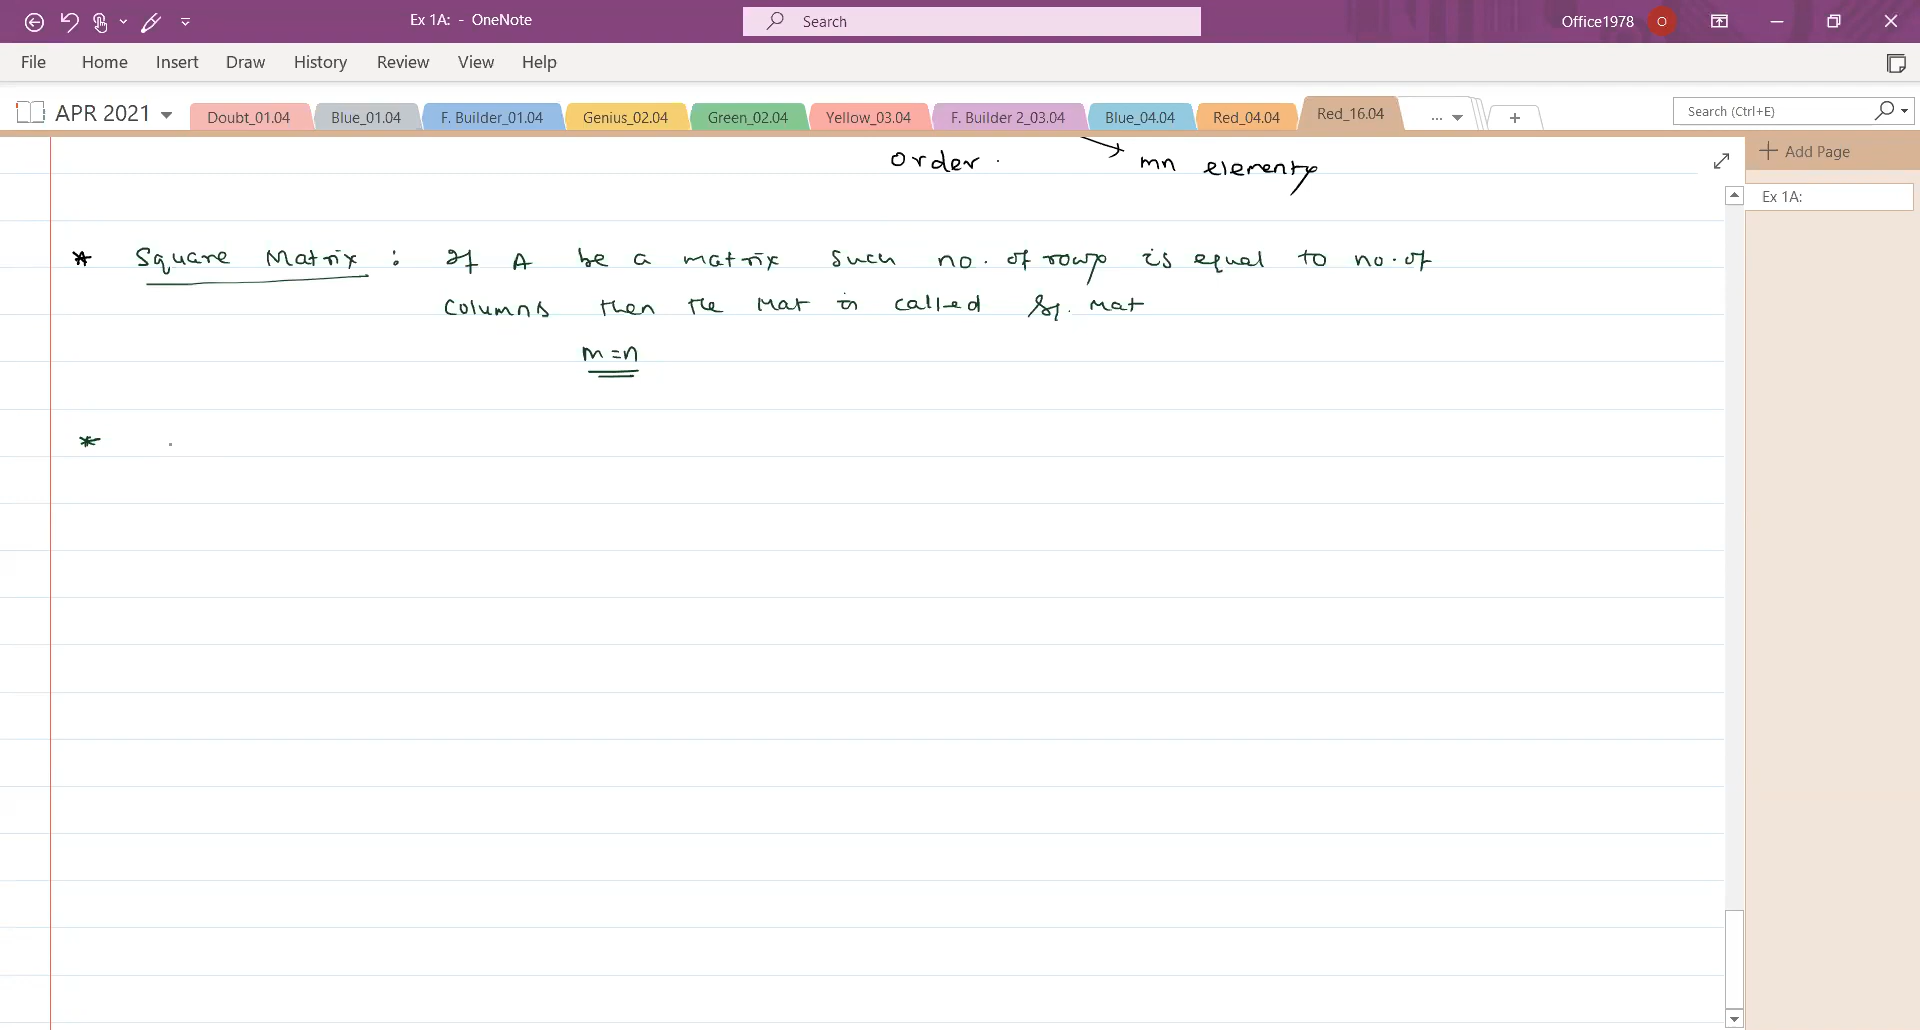 Ex 1A: - OneNote
Search
Office1978
O
File Home Insert Draw History Review View Help
APR 2021
Doubt_01.04
Blue_01.04
F. Builder_01.04
Genius_02.04
Green_02.04
Yellow_03.04
F. Builder 2_03.04
Blue_04.04
Red_04.04
Red_16.04
...
+
Search (Ctrl+E)
Add Page
Ex 1A:
order. mn elements
* Square Matrix : If A be a matrix such no. of rows is equal to no. of
columns then the Mat is called Sq. Mat
m=n
*